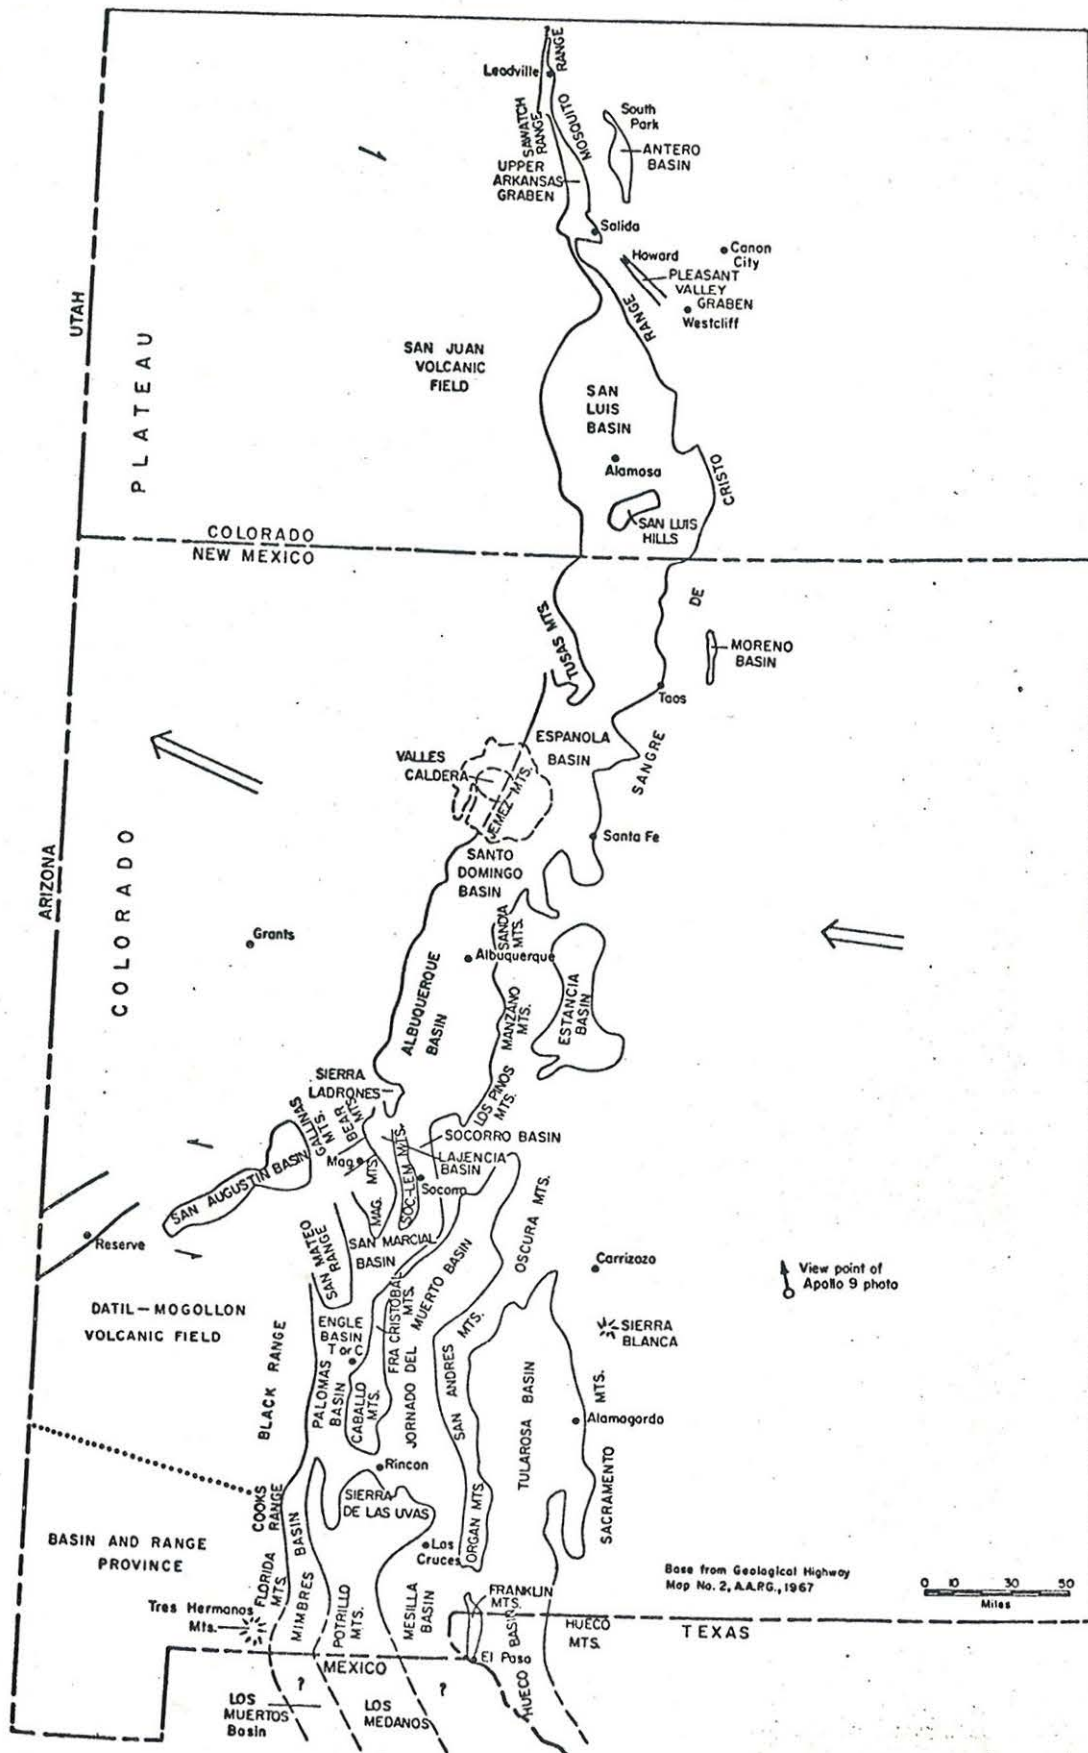 Leadville
RANGE
SAWATCH
RANGE
MOSQUITO
South
Park
ANTERO
BASIN
UPPER
ARKANSAS
GRABEN
Salida
Howard
Canon
City
PLEASANT
VALLEY
GRABEN
Westcliff
RANGE
UTAH
PLATEAU
SAN JUAN
VOLCANIC
FIELD
SAN
LUIS
BASIN
Alamosa
CRISTO
SAN LUIS
HILLS
COLORADO
NEW MEXICO
DE
TUSAS MTS.
MORENO
BASIN
Taos
ESPANOLA
BASIN
SANGRE
VALLES
CALDERA
JEMEZ MTS.
Santa Fe
SANTO
DOMINGO
BASIN
ARIZONA
COLORADO
Grants
SANDIA
MTS.
Albuquerque
ALBUQUERQUE
BASIN
MANZANO
MTS.
ESTANCIA
BASIN
SIERRA
LADRONES
LOS PINOS
MTS.
GALLINAS
MTS.
BEAR
MTS.
SOCORRO BASIN
LAJENCIA
BASIN
Mag.
MAG. MTS.
SOC-LEM MTS.
Socorro
SAN AUGUSTIN BASIN
Reserve
SAN MATEO
RANGE
SAN MARCIAL
BASIN
OSCURA MTS.
Carrizozo
View point of
Apollo 9 photo
DATIL-MOGOLLON
VOLCANIC FIELD
ENGLE
BASIN
T or C
FRA CRISTOBAL
MTS.
JORNADO DEL MUERTO BASIN
SAN ANDRES MTS.
SIERRA
BLANCA
BLACK RANGE
PALOMAS
BASIN
CABALLO
MTS.
TULAROSA BASIN
Alamogordo
SACRAMENTO MTS.
Rincon
SIERRA
DE LAS UVAS
COOKS
RANGE
ORGAN MTS.
Las
Cruces
BASIN AND RANGE
PROVINCE
FLORIDA
MTS.
MIMBRES BASIN
POTRILLO
MTS.
MESILLA
BASIN
FRANKLIN
MTS.
Tres Hermanos
Mts.
HUECO BASIN
HUECO
MTS.
TEXAS
El Paso
MEXICO
Base from Geological Highway
Map No. 2, A.A.P.G., 1967
0 10 30 50
Miles
?
?
LOS
MUERTOS
Basin
LOS
MEDANOS